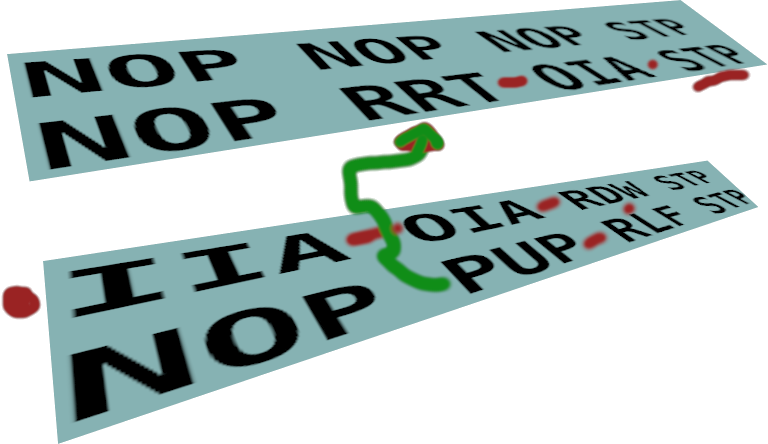 NOP NOP NOP STP
NOP RRT OIA STP
IIA OIA RDW STP
NOP PUP RLF STP